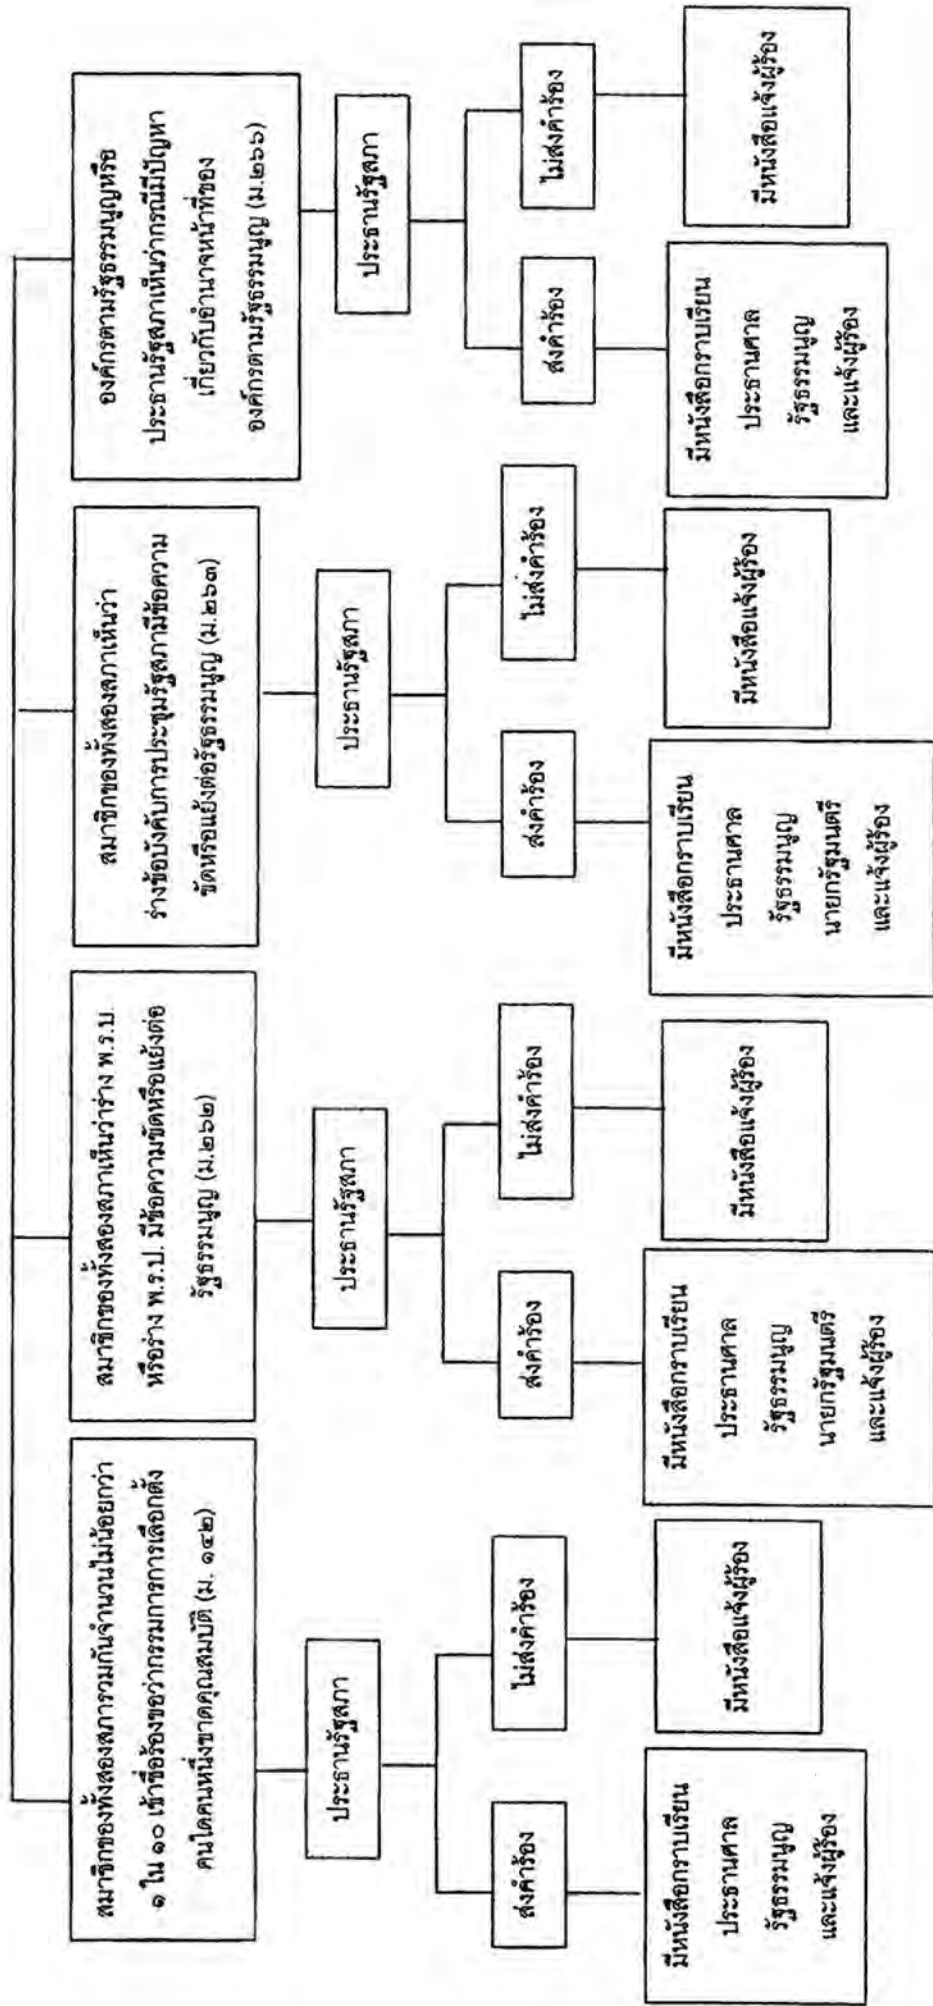 สมาชิกของทั้งสองสภารวมกันจำนวนไม่น้อยกว่า
๑ ใน ๑๐ เข้าชื่อร้องขอว่ากรรมการการเลือกตั้ง
คนใดคนหนึ่งขาดคุณสมบัติ (ม. ๑๔๒)
ประธานรัฐสภา
ส่งคำร้อง
ไม่ส่งคำร้อง
มีหนังสือกราบเรียน
ประธานศาล
รัฐธรรมนูญ
และแจ้งผู้ร้อง
มีหนังสือแจ้งผู้ร้อง
สมาชิกของทั้งสองสภาเห็นว่าร่าง พ.ร.บ.
หรือร่าง พ.ร.ป. มีข้อความขัดหรือแย้งต่อ
รัฐธรรมนูญ (ม.๒๖๒)
ประธานรัฐสภา
ส่งคำร้อง
ไม่ส่งคำร้อง
มีหนังสือกราบเรียน
ประธานศาล
รัฐธรรมนูญ
นายกรัฐมนตรี
และแจ้งผู้ร้อง
มีหนังสือแจ้งผู้ร้อง
สมาชิกของทั้งสองสภาเห็นว่า
ร่างข้อบังคับการประชุมรัฐสภามีข้อความ
ขัดหรือแย้งต่อรัฐธรรมนูญ (ม.๒๖๓)
ประธานรัฐสภา
ส่งคำร้อง
ไม่ส่งคำร้อง
มีหนังสือกราบเรียน
ประธานศาล
รัฐธรรมนูญ
นายกรัฐมนตรี
และแจ้งผู้ร้อง
มีหนังสือแจ้งผู้ร้อง
องค์กรตามรัฐธรรมนูญหรือ
ประธานรัฐสภาเห็นว่ากรณีมีปัญหา
เกี่ยวกับอำนาจหน้าที่ของ
องค์กรตามรัฐธรรมนูญ (ม.๒๖๖)
ประธานรัฐสภา
ส่งคำร้อง
ไม่ส่งคำร้อง
มีหนังสือกราบเรียน
ประธานศาล
รัฐธรรมนูญ
และแจ้งผู้ร้อง
มีหนังสือแจ้งผู้ร้อง